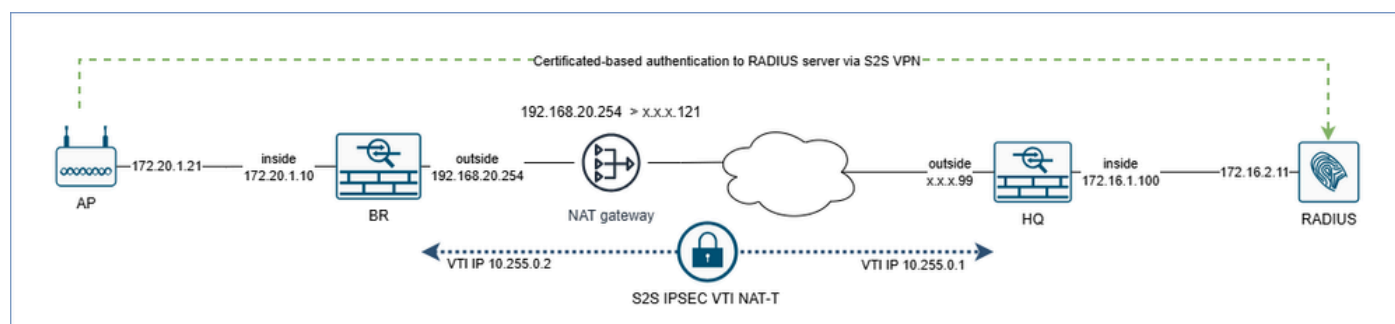 Certificated-based authentication to RADIUS server via S2S VPN
192.168.20.254 > x.x.x.121
172.20.1.21
inside
172.20.1.10
outside
192.168.20.254
outside
x.x.x.99
inside
172.16.1.100
172.16.2.11
AP
BR
NAT gateway
HQ
RADIUS
VTI IP 10.255.0.2
VTI IP 10.255.0.1
S2S IPSEC VTI NAT-T